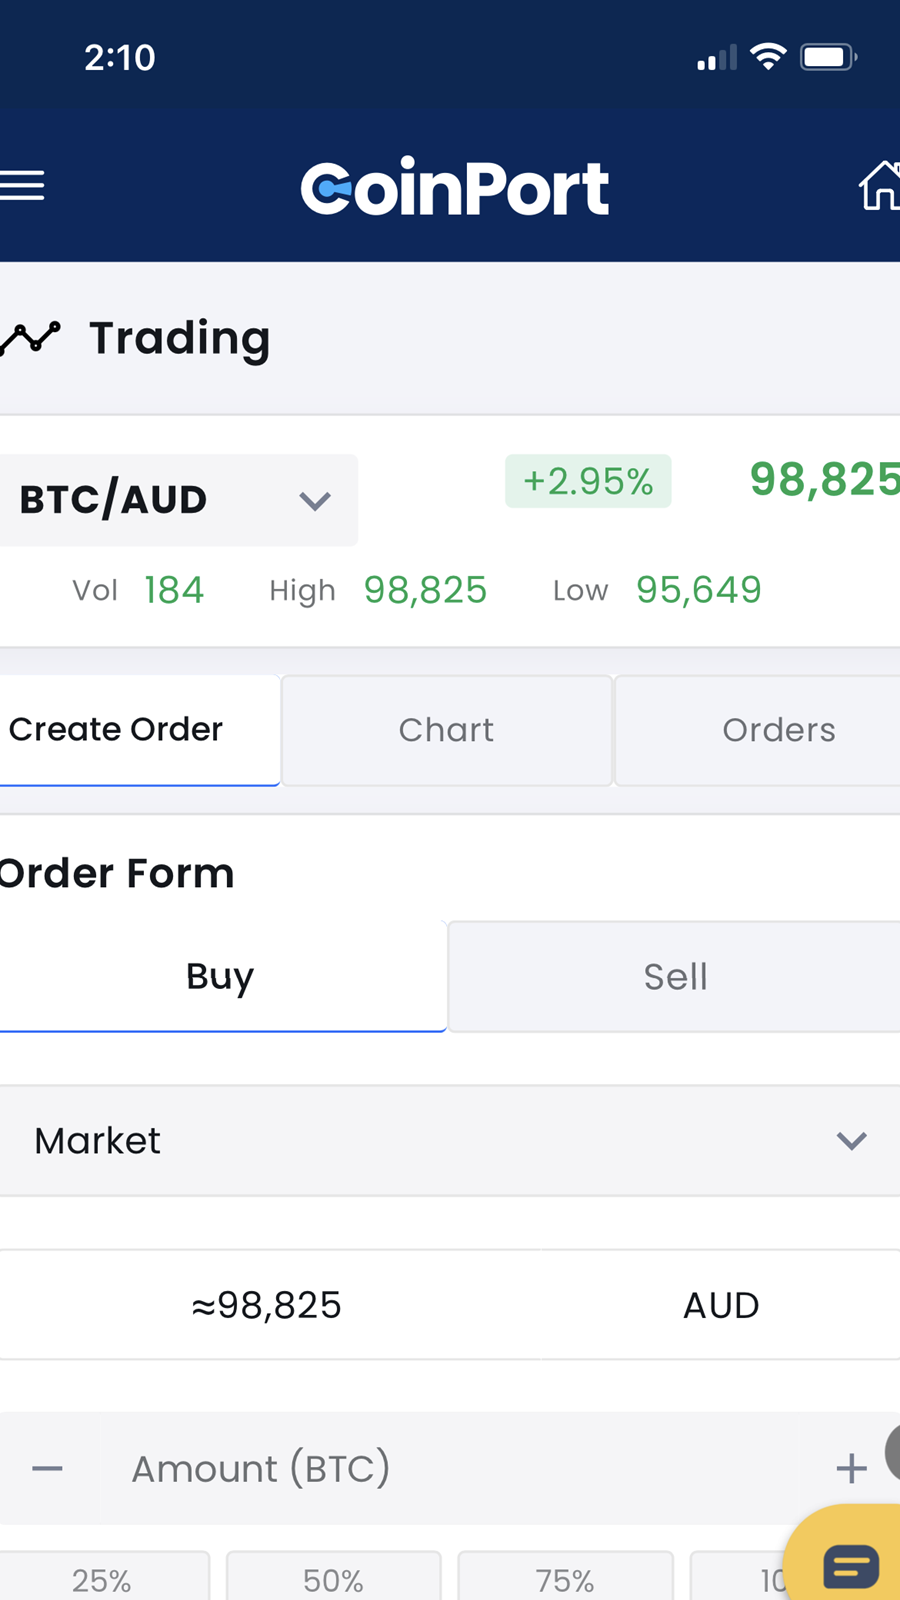 2:10
CoinPort
Trading
BTC/AUD +2.95% 98,825
Vol 184 High 98,825 Low 95,649
Create Order Chart Orders
Order Form
Buy Sell
Market
≈98,825 AUD
− Amount (BTC) +
25% 50% 75%